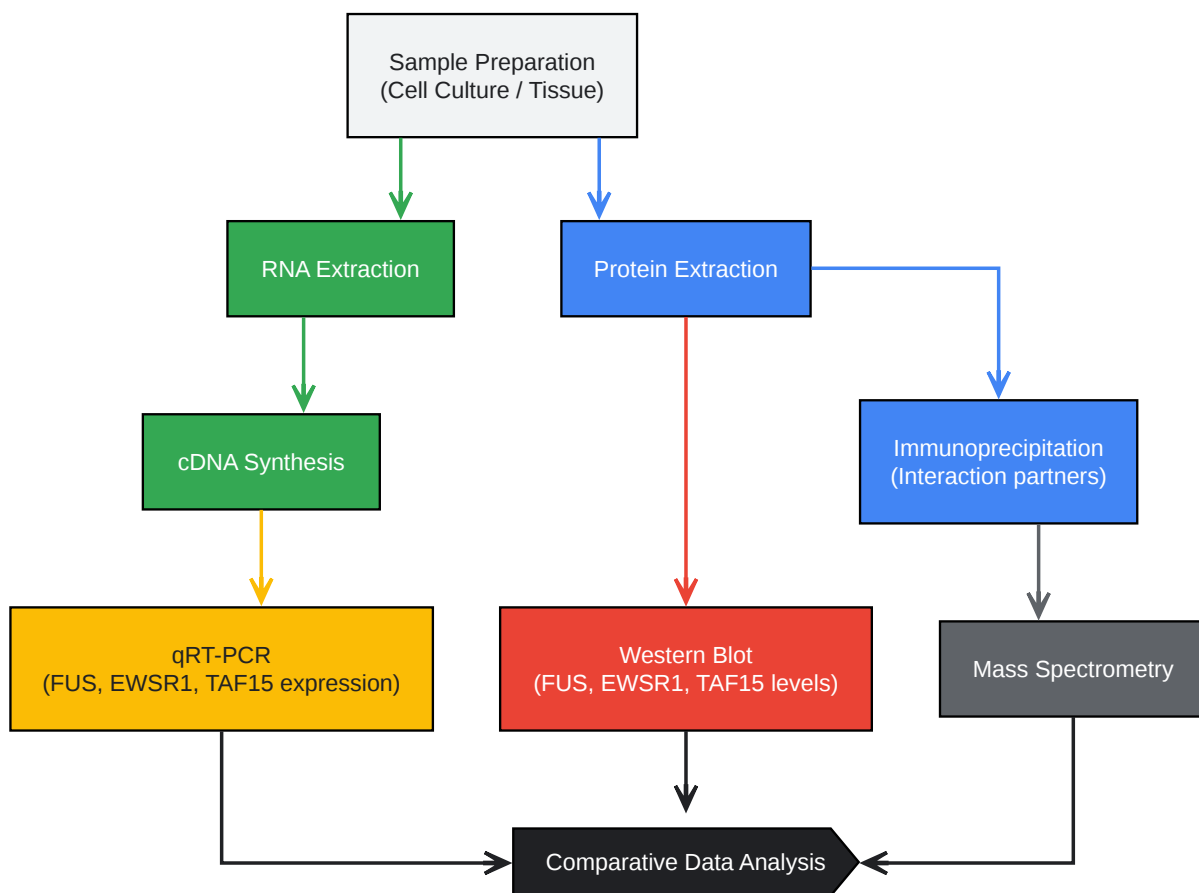 Sample Preparation
(Cell Culture / Tissue)
RNA Extraction
Protein Extraction
cDNA Synthesis
Immunoprecipitation
(Interaction partners)
qRT-PCR
(FUS, EWSR1, TAF15 expression)
Western Blot
(FUS, EWSR1, TAF15 levels)
Mass Spectrometry
Comparative Data Analysis